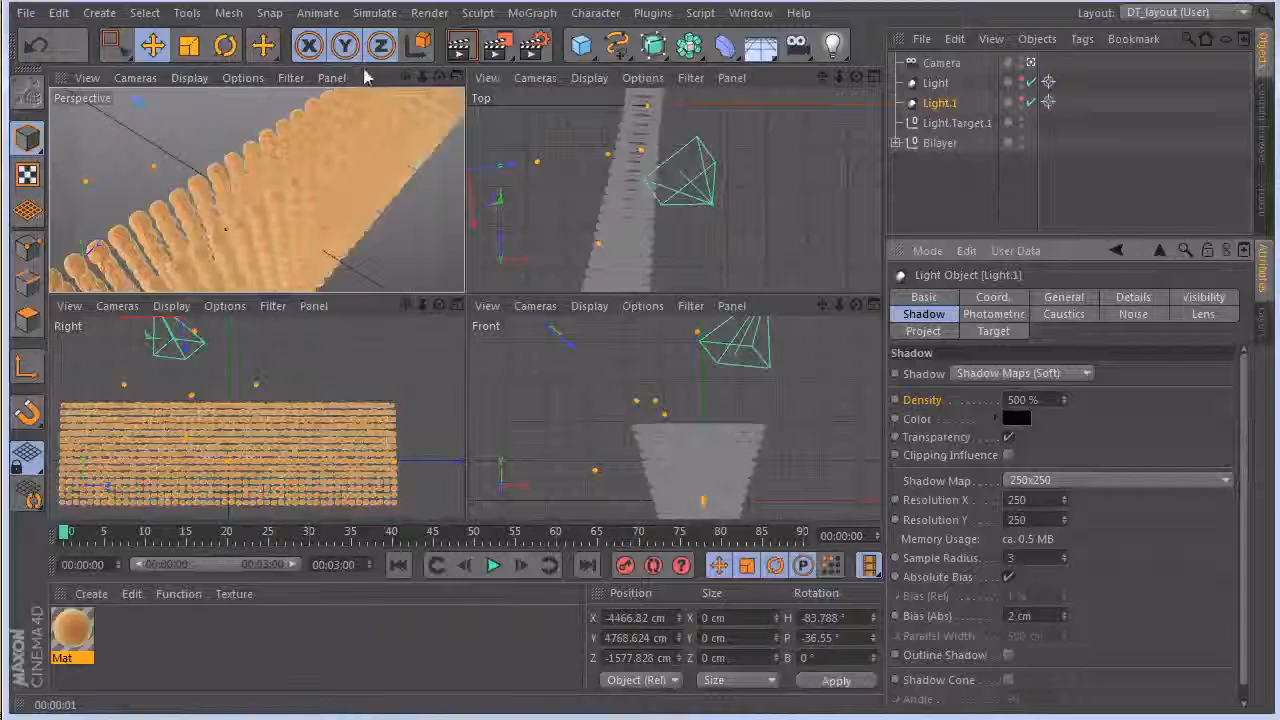 File Edit Create Select Tools Mesh Snap Animate Simulate Render Sculpt MoGraph Character Plugins Script Window Help Layout: DT_layout (User)
X Y Z
File Edit View Objects Tags Bookmark
Camera
Light
Light.1
Light.Target.1
Bilayer
View Cameras Display Options Filter Panel
Perspective
View Cameras Display Options Filter Panel
Top
View Cameras Display Options Filter Panel
Right
View Cameras Display Options Filter Panel
Front
Mode Edit User Data
Light Object [Light.1]
Basic Coord. General Details Visibility
Shadow Photometric Caustics Noise Lens
Project Target
Shadow
Shadow Shadow Maps (Soft)
Density 500 %
Color
Transparency
Clipping Influence
Shadow Map 250x250
Resolution X 250
Resolution Y 250
Memory Usage: ca. 0.5 MB
Sample Radius 3
Absolute Bias
Bias (Rel) 1 %
Bias (Abs) 2 cm
Parallel Width 500 cm
Outline Shadow
Shadow Cone
Angle 90
Objects
Attributes
0 5 10 15 20 25 30 35 40 45 50 55 60 65 70 75 80 85 90 00:00:00
00:00:00 00:00:00 00:03:00 00:03:00
P
Create Edit Function Texture
Mat
Position Size Rotation
X -4466.82 cm X 0 cm H -83.788 °
Y 4768.624 cm Y 0 cm P -36.55 °
Z -1577.828 cm Z 0 cm B 0 °
Object (Rel) Size Apply
MAXON
CINEMA 4D
00:00:01